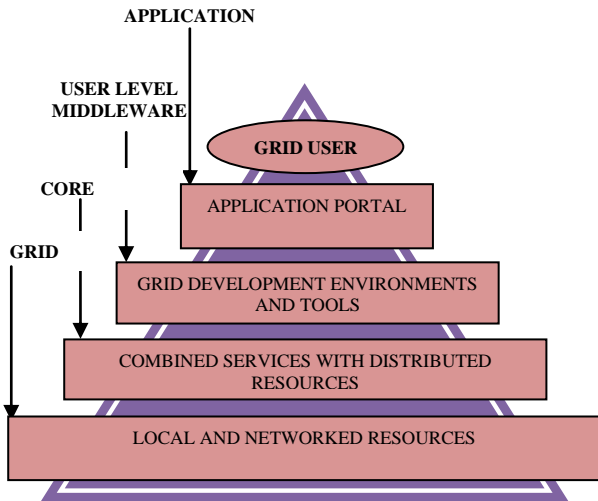 APPLICATION
USER LEVEL
MIDDLEWARE
GRID USER
CORE
APPLICATION PORTAL
GRID
GRID DEVELOPMENT ENVIRONMENTS
AND TOOLS
COMBINED SERVICES WITH DISTRIBUTED
RESOURCES
LOCAL AND NETWORKED RESOURCES